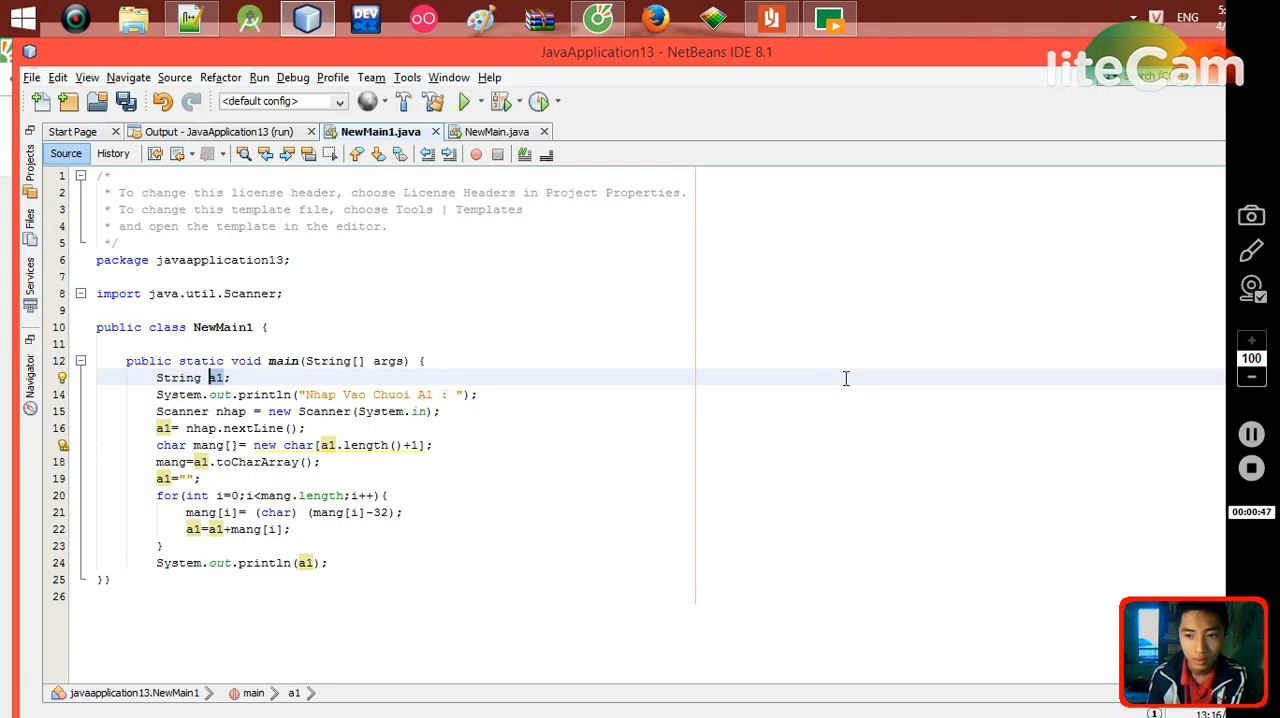 ENG
JavaApplication13 - NetBeans IDE 8.1
liteCam
File Edit View Navigate Source Refactor Run Debug Profile Team Tools Window Help
<default config>
Start Page Output - JavaApplication13 (run) NewMain1.java NewMain.java
Source History
Projects
Files
Services
Navigator
1 /*
2 * To change this license header, choose License Headers in Project Properties.
3 * To change this template file, choose Tools | Templates
4 * and open the template in the editor.
5 */
6 package javaapplication13;
7
8 import java.util.Scanner;
9
10 public class NewMain1 {
11
12 public static void main(String[] args) {
String a1;
14 System.out.println("Nhap Vao Chuoi A1 : ");
15 Scanner nhap = new Scanner(System.in);
16 a1= nhap.nextLine();
char mang[]= new char[a1.length()+1];
18 mang=a1.toCharArray();
19 a1="";
20 for(int i=0;i<mang.length;i++){
21 mang[i]= (char) (mang[i]-32);
22 a1=a1+mang[i];
23 }
24 System.out.println(a1);
25 }}
26
100
00:00:47
javaapplication13.NewMain1 main a1
DEV
C++